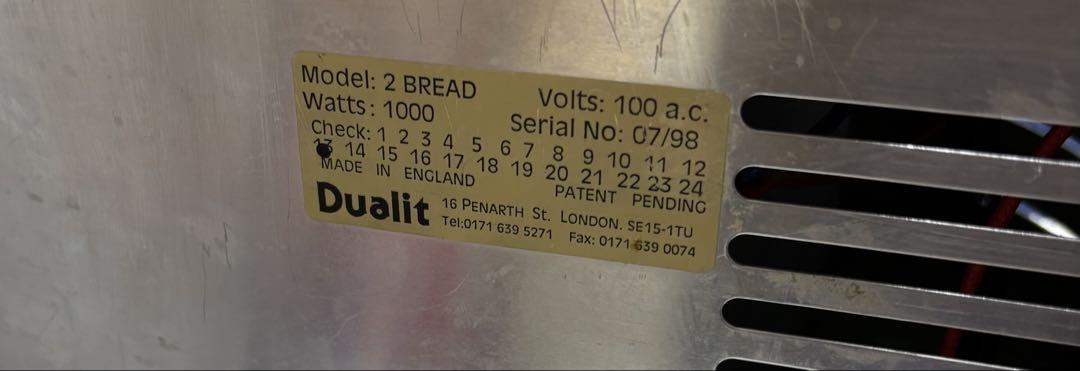 Model: 2 BREAD Volts: 100 a.c.
Watts: 1000 Serial No: 07/98
Check: 1 2 3 4 5 6 7 8 9 10 11 12
13 14 15 16 17 18 19 20 21 22 23 24
MADE IN ENGLAND PATENT PENDING
Dualit 16 PENARTH St. LONDON. SE15-1TU
Tel:0171 639 5271 Fax: 0171 639 0074